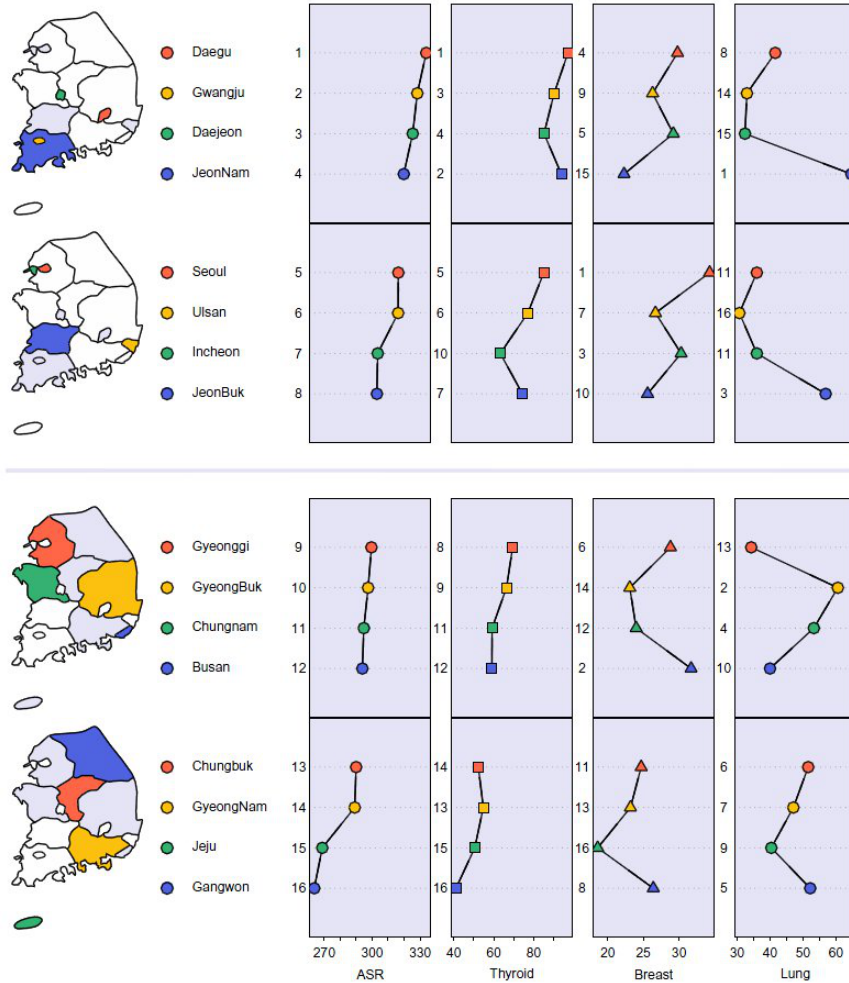 Daegu 1 1 4 8
Gwangju 2 3 9 14
Daejeon 3 4 5 15
JeonNam 4 2 15 1
Seoul 5 5 1 11
Ulsan 6 6 7 16
Incheon 7 10 3 11
JeonBuk 8 7 10 3
Gyeonggi 9 8 6 13
GyeongBuk 10 9 14 2
Chungnam 11 11 12 4
Busan 12 12 2 10
Chungbuk 13 14 11 6
GyeongNam 14 13 13 7
Jeju 15 15 16 9
Gangwon 16 16 8 5
270 300 330 40 60 80 20 25 30 30 40 50 60
ASR Thyroid Breast Lung